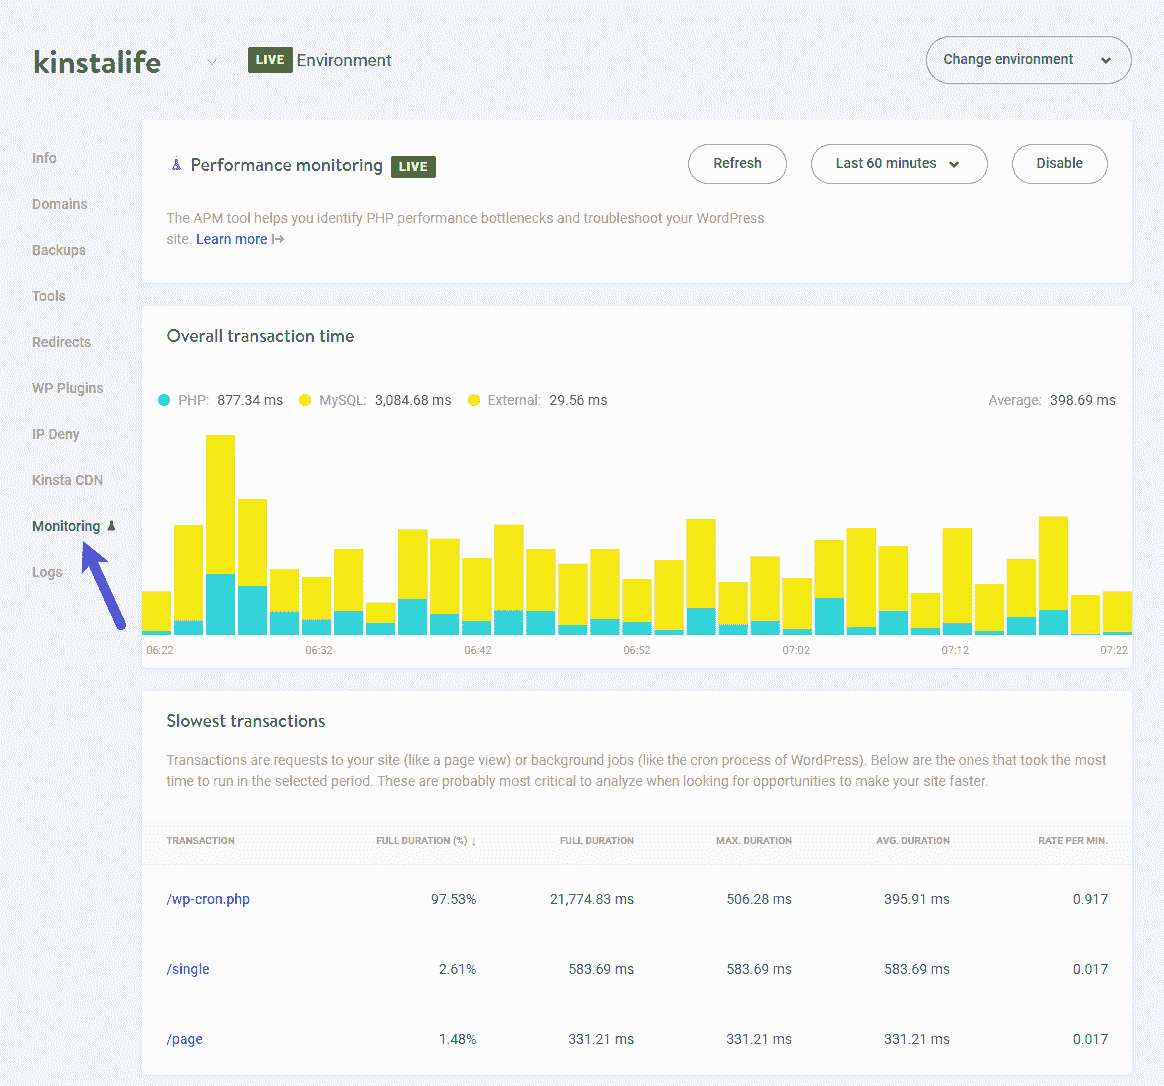 kinstalife
LIVE Environment
Change environment
Info
Domains
Backups
Tools
Redirects
WP Plugins
IP Deny
Kinsta CDN
Monitoring
Logs
Performance monitoring LIVE
Refresh
Last 60 minutes
Disable
The APM tool helps you identify PHP performance bottlenecks and troubleshoot your WordPress
site. Learn more
Overall transaction time
PHP: 877.34 ms MySQL: 3,084.68 ms External: 29.56 ms Average: 398.69 ms
06:22 06:32 06:42 06:52 07:02 07:12 07:22
Slowest transactions
Transactions are requests to your site (like a page view) or background jobs (like the cron process of WordPress). Below are the ones that took the most
time to run in the selected period. These are probably most critical to analyze when looking for opportunities to make your site faster.
TRANSACTION FULL DURATION (%) ↓ FULL DURATION MAX. DURATION AVG. DURATION RATE PER MIN.
/wp-cron.php 97.53% 21,774.83 ms 506.28 ms 395.91 ms 0.917
/single 2.61% 583.69 ms 583.69 ms 583.69 ms 0.017
/page 1.48% 331.21 ms 331.21 ms 331.21 ms 0.017